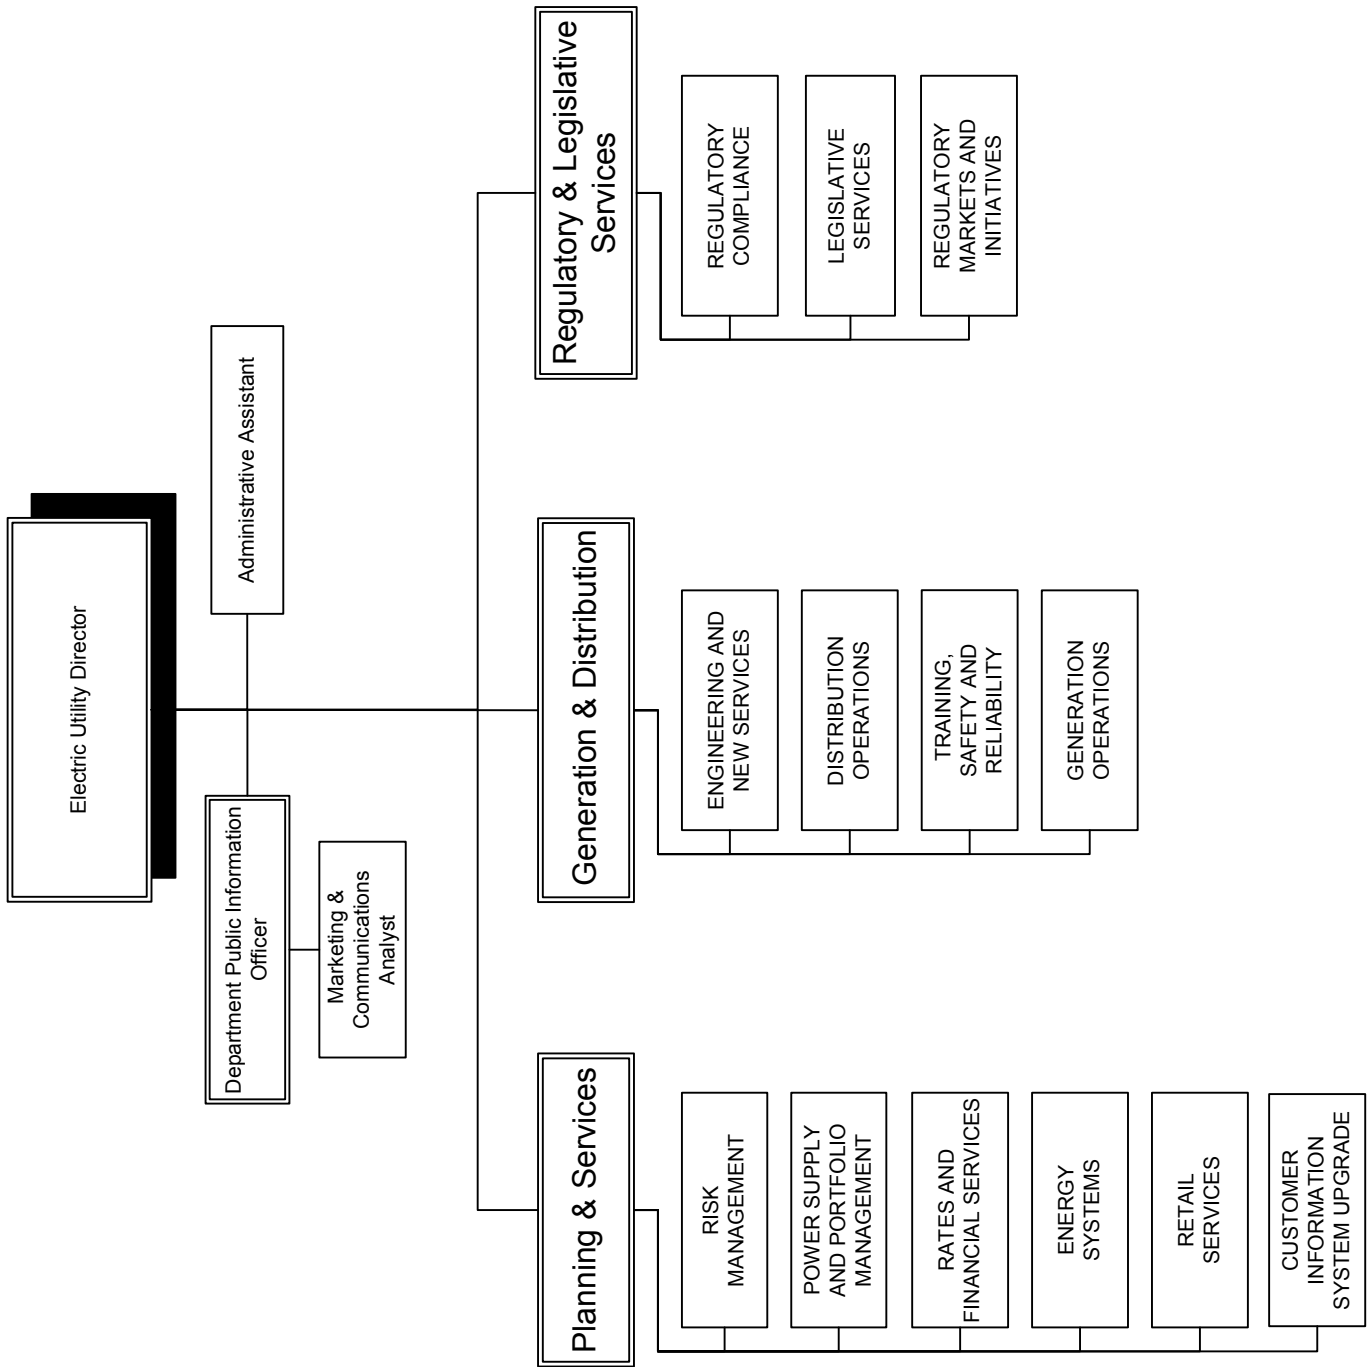 Electric Utility Director
Department Public Information
Officer
Administrative Assistant
Marketing &
Communications
Analyst
Planning & Services
RISK
MANAGEMENT
POWER SUPPLY
AND PORTFOLIO
MANAGEMENT
RATES AND
FINANCIAL SERVICES
ENERGY
SYSTEMS
RETAIL
SERVICES
CUSTOMER
INFORMATION
SYSTEM UPGRADE
Generation & Distribution
ENGINEERING AND
NEW SERVICES
DISTRIBUTION
OPERATIONS
TRAINING,
SAFETY AND
RELIABILITY
GENERATION
OPERATIONS
Regulatory & Legislative
Services
REGULATORY
COMPLIANCE
LEGISLATIVE
SERVICES
REGULATORY
MARKETS AND
INITIATIVES